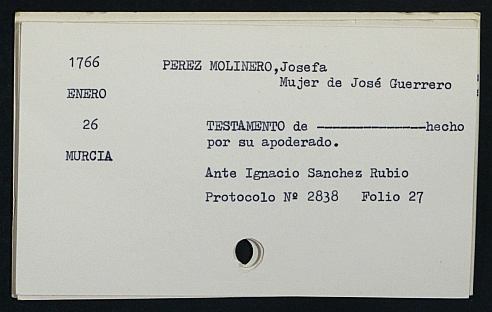 1766
PEREZ MOLINERO,Josefa
Mujer de José Guerrero
ENERO
26
TESTAMENTO de ----------------hecho
por su apoderado.
MURCIA
Ante Ignacio Sanchez Rubio
Protocolo Nº 2838 Folio 27